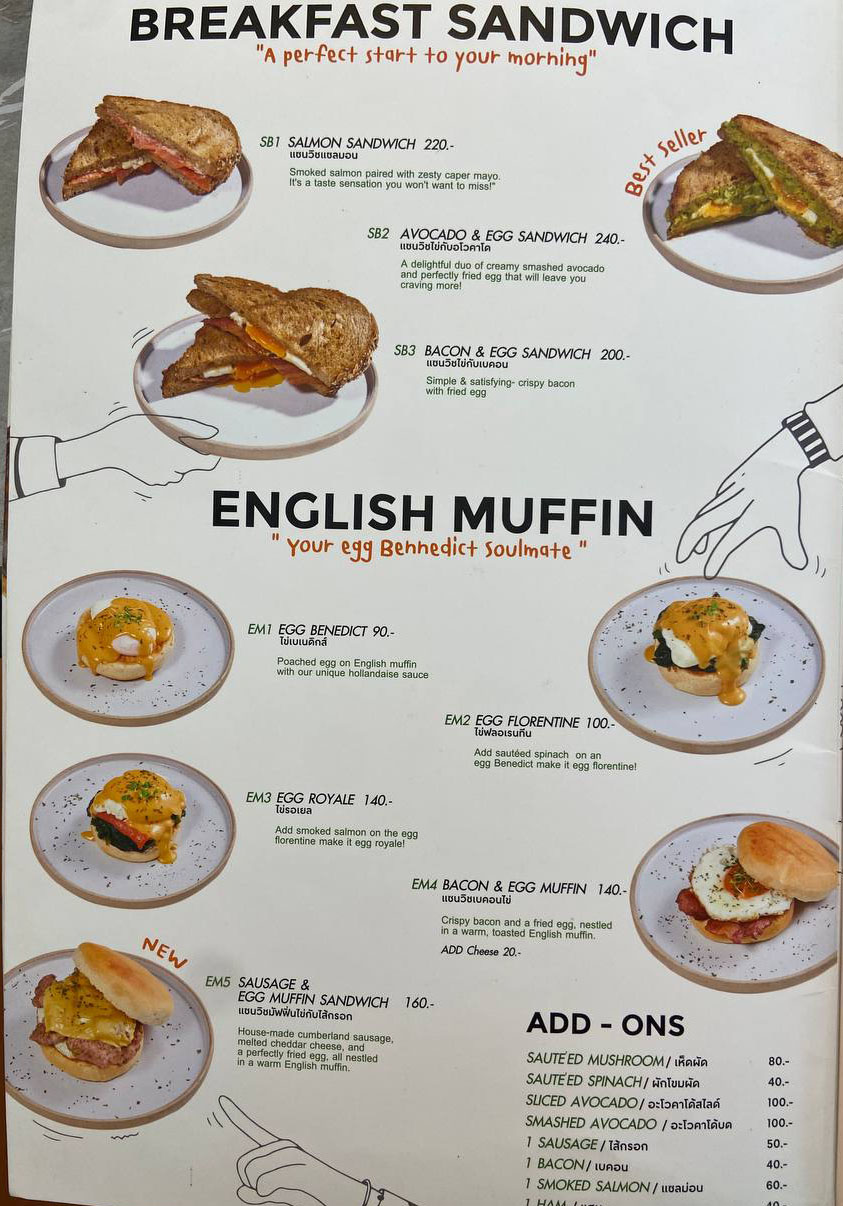 BREAKFAST SANDWICH
"A perfect start to your morning"
SB1 SALMON SANDWICH 220.-
แซนวิชแซลมอน
Smoked salmon paired with zesty caper mayo.
It's a taste sensation you won't want to miss!"
Best Seller
SB2 AVOCADO & EGG SANDWICH 240.-
แซนวิชไข่กับอโวคาโด
A delightful duo of creamy smashed avocado
and perfectly fried egg that will leave you
craving more!
SB3 BACON & EGG SANDWICH 200.-
แซนวิชไข่กับเบคอน
Simple & satisfying- crispy bacon
with fried egg
ENGLISH MUFFIN
" Your egg Bennedict Soulmate "
EM1 EGG BENEDICT 90.-
ไข่เบเนดิกส์
Poached egg on English muffin
with our unique hollandaise sauce
EM2 EGG FLORENTINE 100.-
ไข่ฟลอเรนทีน
Add sautéed spinach on an
egg Benedict make it egg florentine!
EM3 EGG ROYALE 140.-
ไข่รอเยล
Add smoked salmon on the egg
florentine make it egg royale!
EM4 BACON & EGG MUFFIN 140.-
แซนวิชเบคอนไข่
Crispy bacon and a fried egg, nestled
in a warm, toasted English muffin.
ADD Cheese 20.-
NEW
EM5 SAUSAGE &
EGG MUFFIN SANDWICH 160.-
แซนวิชมัฟฟินไข่กับไส้กรอก
House-made cumberland sausage,
melted cheddar cheese, and
a perfectly fried egg, all nestled
in a warm English muffin.
ADD - ONS
SAUTE'ED MUSHROOM / เห็ดผัด 80.-
SAUTE'ED SPINACH / ผักโขมผัด 40.-
SLICED AVOCADO / อะโวคาโด้สไลด์ 100.-
SMASHED AVOCADO / อะโวคาโด้บด 100.-
1 SAUSAGE / ไส้กรอก 50.-
1 BACON / เบคอน 40.-
1 SMOKED SALMON / แซลม่อน 60.-
1 HAM / 40.-